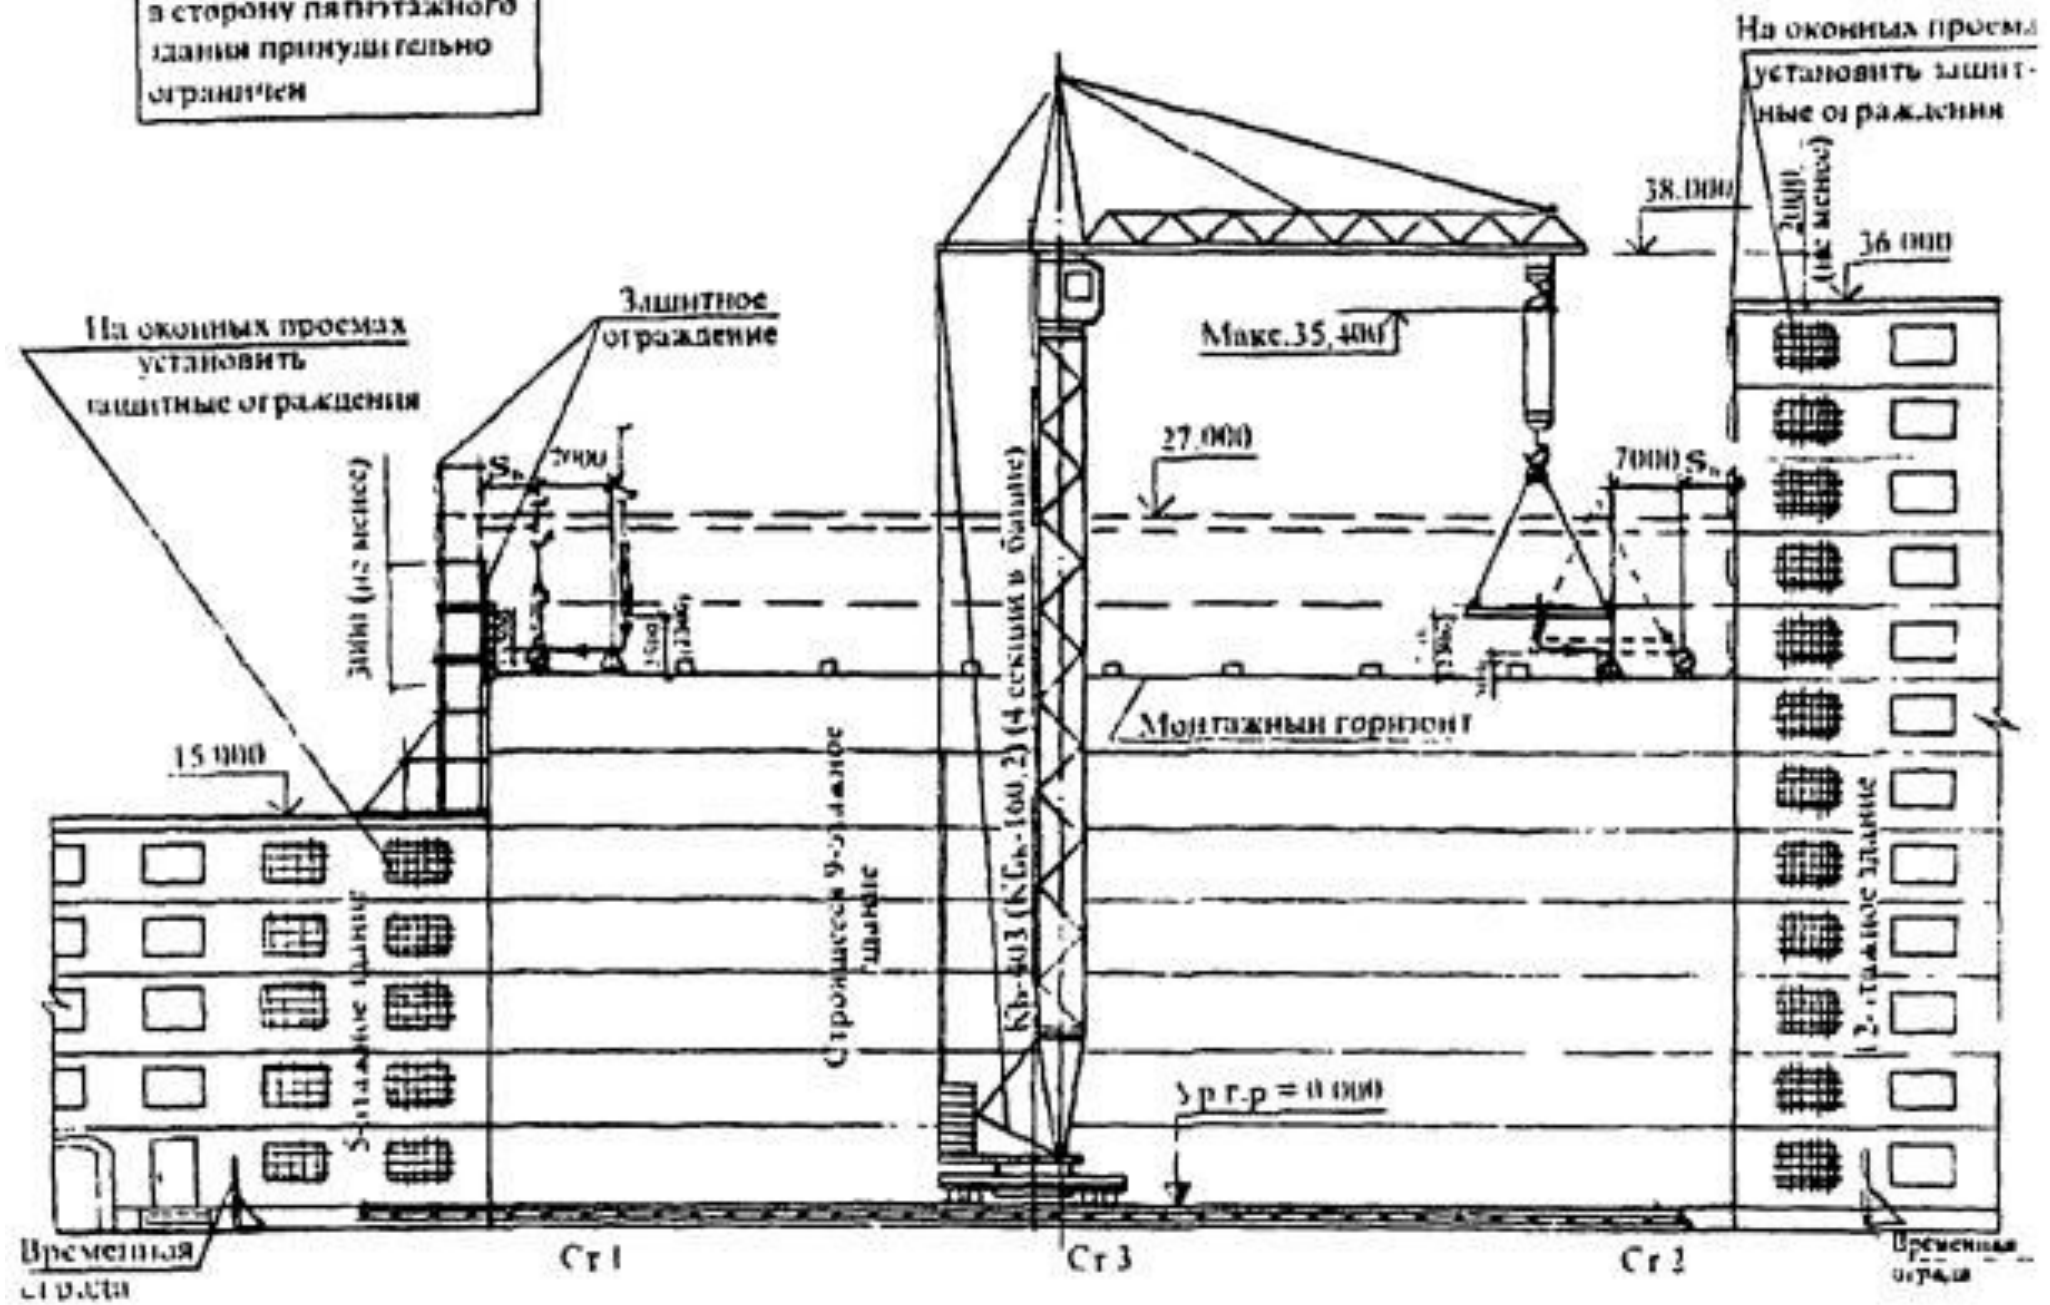 в сторону пятиэтажного
здания принудительно
ограничен
На оконных проема
установить защит-
ные ограждения
38.000
2000
(не менее)
36 000
Защитное
ограждение
На оконных проемах
установить
защитные ограждения
Макс.35,400
27.000
Sн
2000
7000
Sн
3000 (не менее)
Монтажный горизонт
15 000
КБ-403 (КБк-160,2) (4 секции в башне)
Строящееся 9-этажное
здание
5-этажное здание
12-этажное здание
Ур г.р = 0 000
Временная
ограда
Ст 1
Ст 3
Ст 2
Временная
ограда